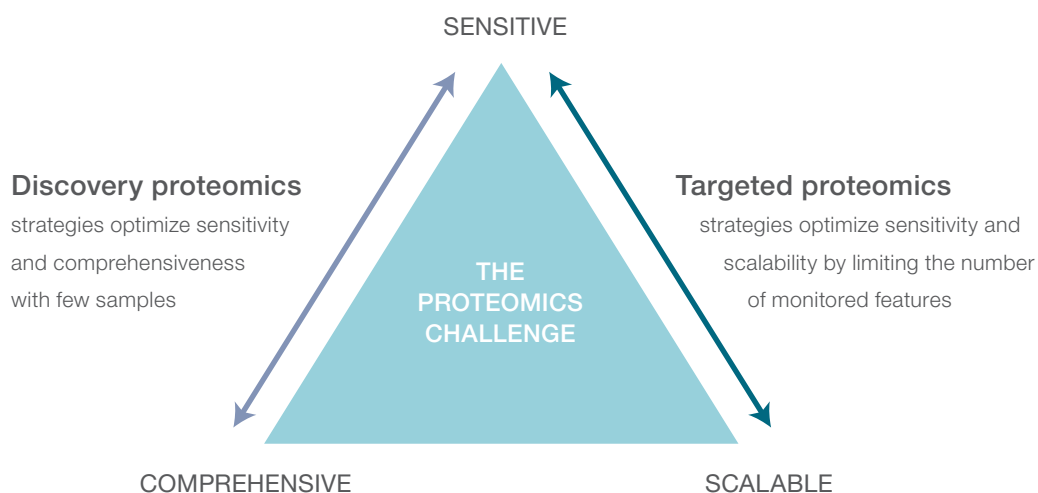 SENSITIVE
Discovery proteomics
strategies optimize sensitivity
and comprehensiveness
with few samples
Targeted proteomics
strategies optimize sensitivity and
scalability by limiting the number
of monitored features
THE
PROTEOMICS
CHALLENGE
COMPREHENSIVE
SCALABLE